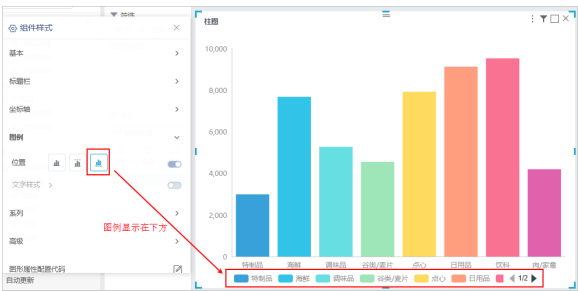 筛选
组件样式
基本
标题栏
坐标轴
图例
位置
文字样式
系列
高级
图形属性配置代码
自动更新
图例显示在下方
柱图
10,000
8,000
6,000
4,000
2,000
0
特制品 海鲜 调味品 谷类/麦片 点心 日用品 饮料 肉/家禽
特制品 海鲜 调味品 谷类/麦片 点心 日用品 1/2